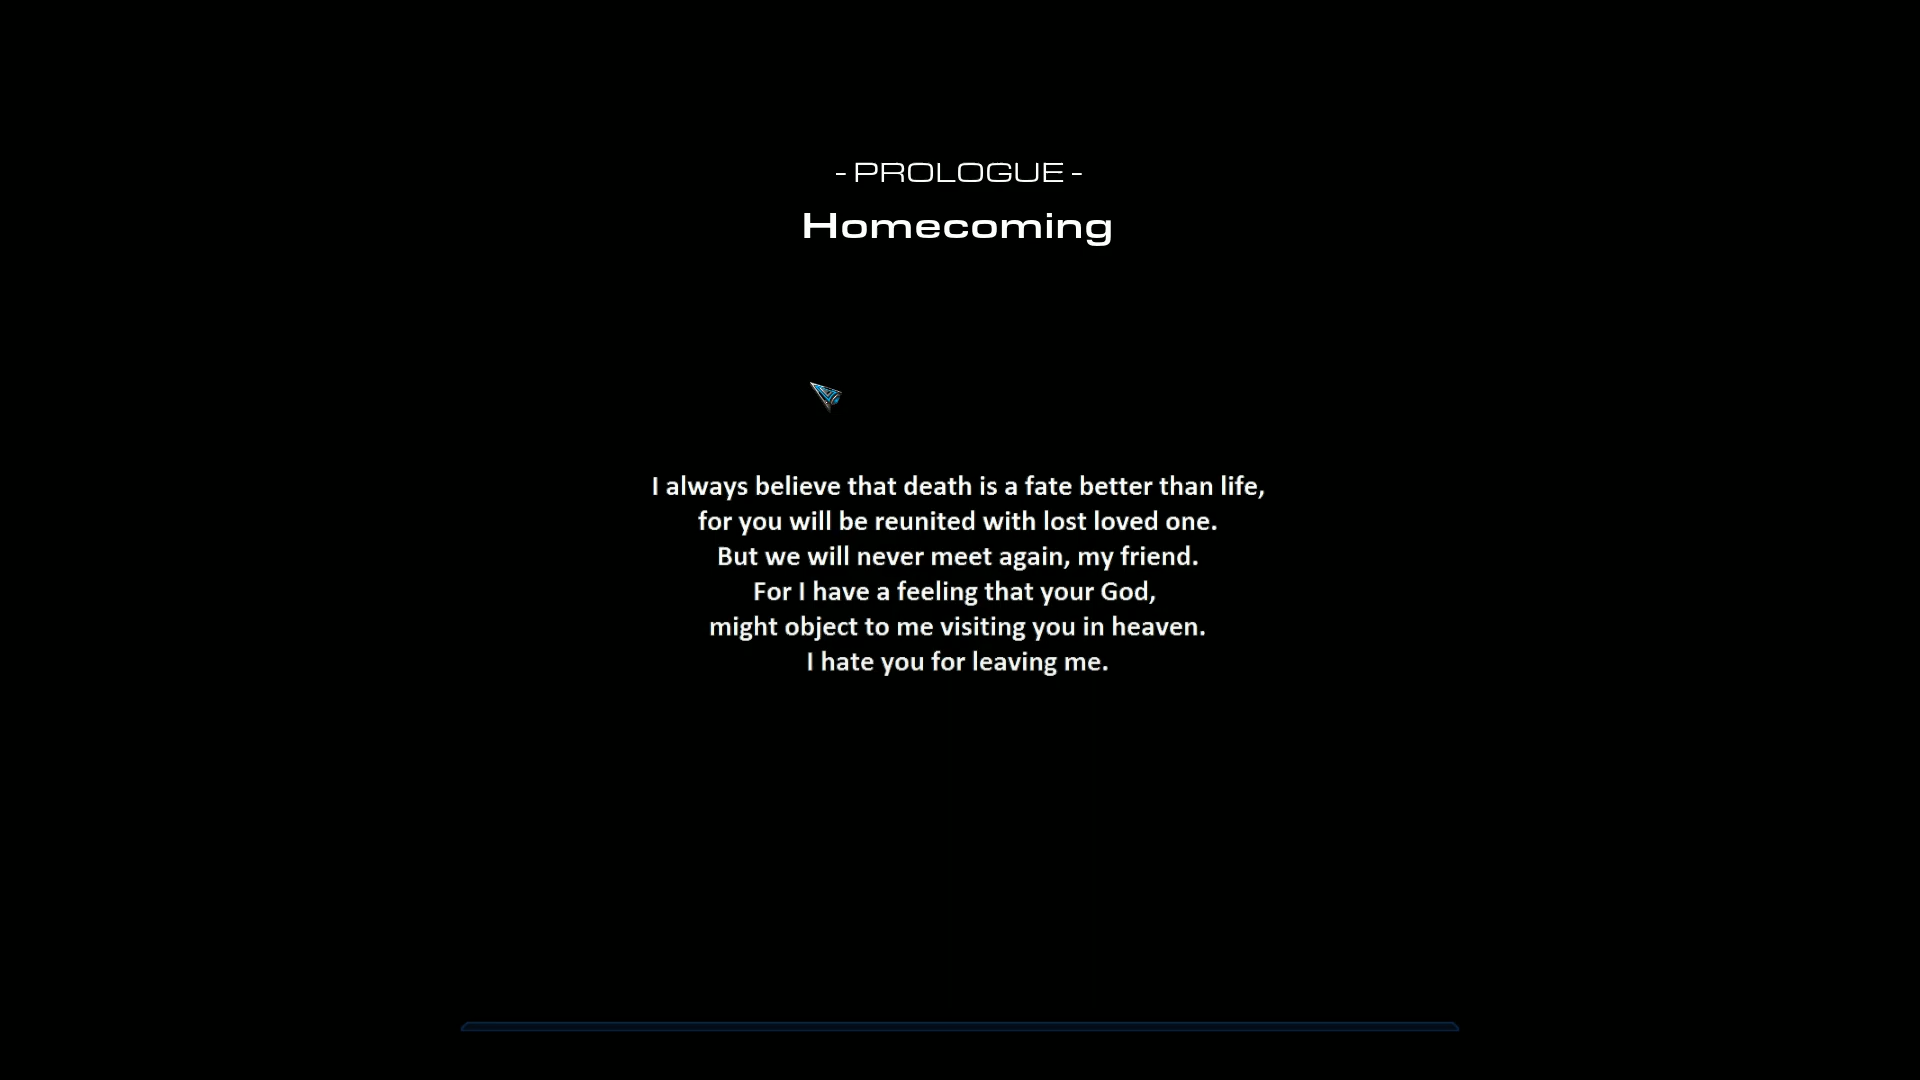 - PROLOGUE -
Homecoming
I always believe that death is a fate better than life,
for you will be reunited with lost loved one.
But we will never meet again, my friend.
For I have a feeling that your God,
might object to me visiting you in heaven.
I hate you for leaving me.